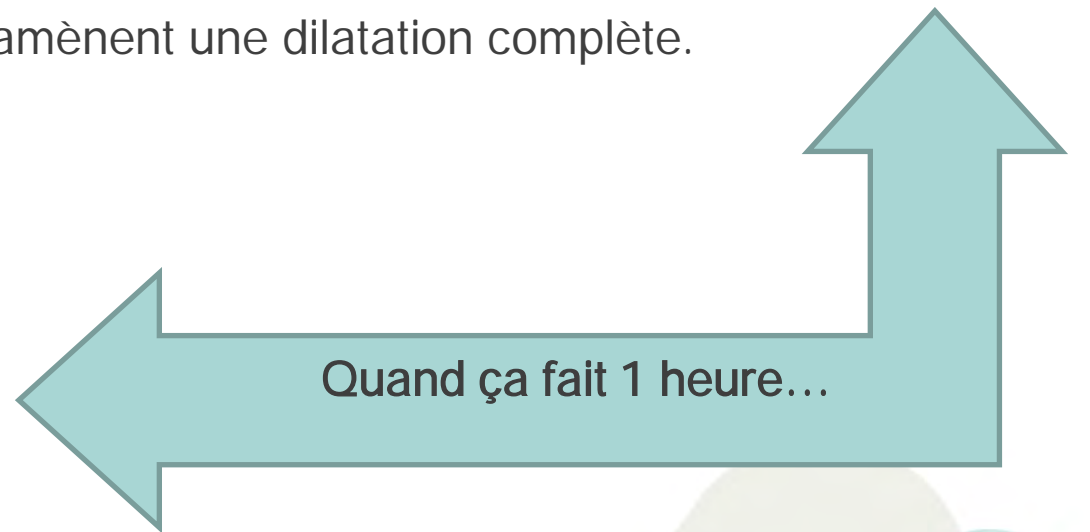 amènent une dilatation complète.
Quand ça fait 1 heure…